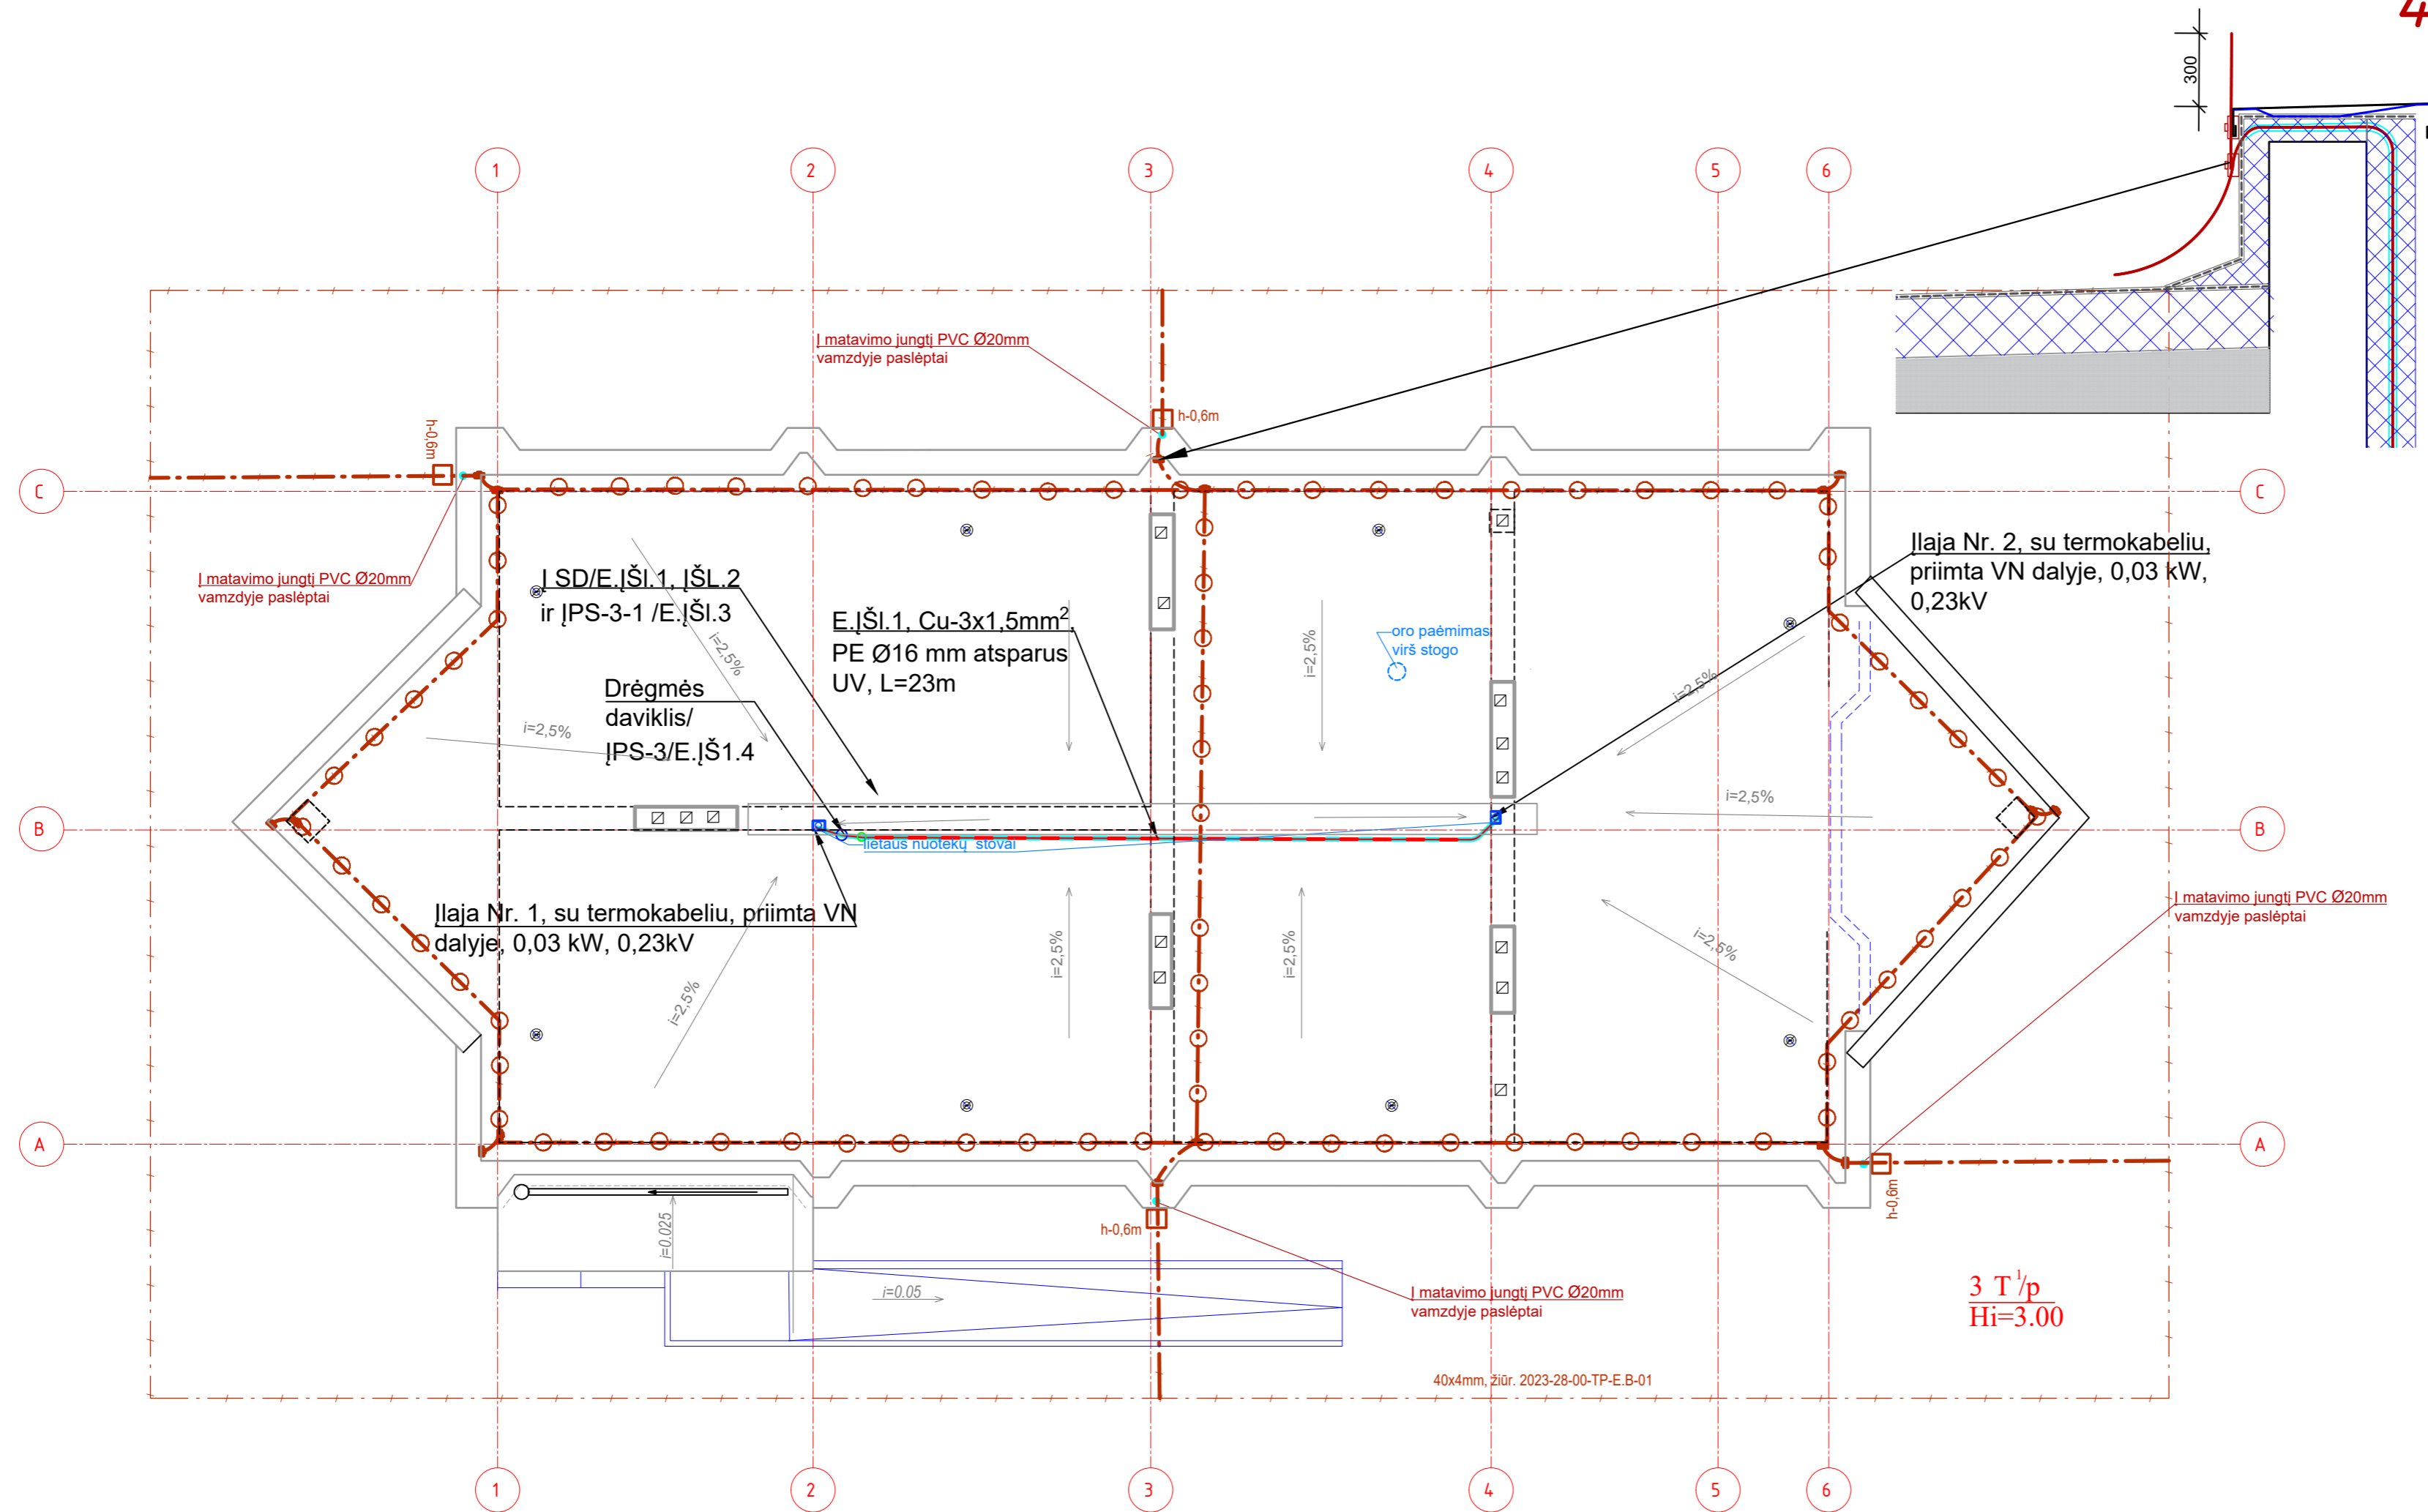 4
300
1
2
3
4
5
6
Į matavimo jungtį PVC Ø20mm
vamzdyje paslėptai
h-0,6m
h-0,6m
C
C
Į matavimo jungtį PVC Ø20mm
vamzdyje paslėptai
Į SD/E.ĮŠl.1, ĮŠL.2
ir ĮPS-3-1 /E.ĮŠl.3
E.ĮŠl.1, Cu-3x1,5mm²,
PE Ø16 mm atsparus
UV, L=23m
Drėgmės
daviklis/
ĮPS-3/E.ĮŠ1.4
oro paėmimas
virš stogo
Įlaja Nr. 2, su termokabeliu,
priimta VN dalyje, 0,03 kW,
0,23kV
i=2,5%
i=2,5%
i=2,5%
i=2,5%
i=2,5%
i=2,5%
B
B
lietaus nuotekų stovai
Įlaja Nr. 1, su termokabeliu, priimta VN
dalyje, 0,03 kW, 0,23kV
Į matavimo jungtį PVC Ø20mm
vamzdyje paslėptai
i=2,5%
i=2,5%
i=2,5%
i=2,5%
A
A
h-0,6m
h-0,6m
i=0.025
i=0.05
Į matavimo jungtį PVC Ø20mm
vamzdyje paslėptai
3 T 1/p
Hi=3.00
40x4mm, žiūr. 2023-28-00-TP-E.B-01
1
2
3
4
5
6